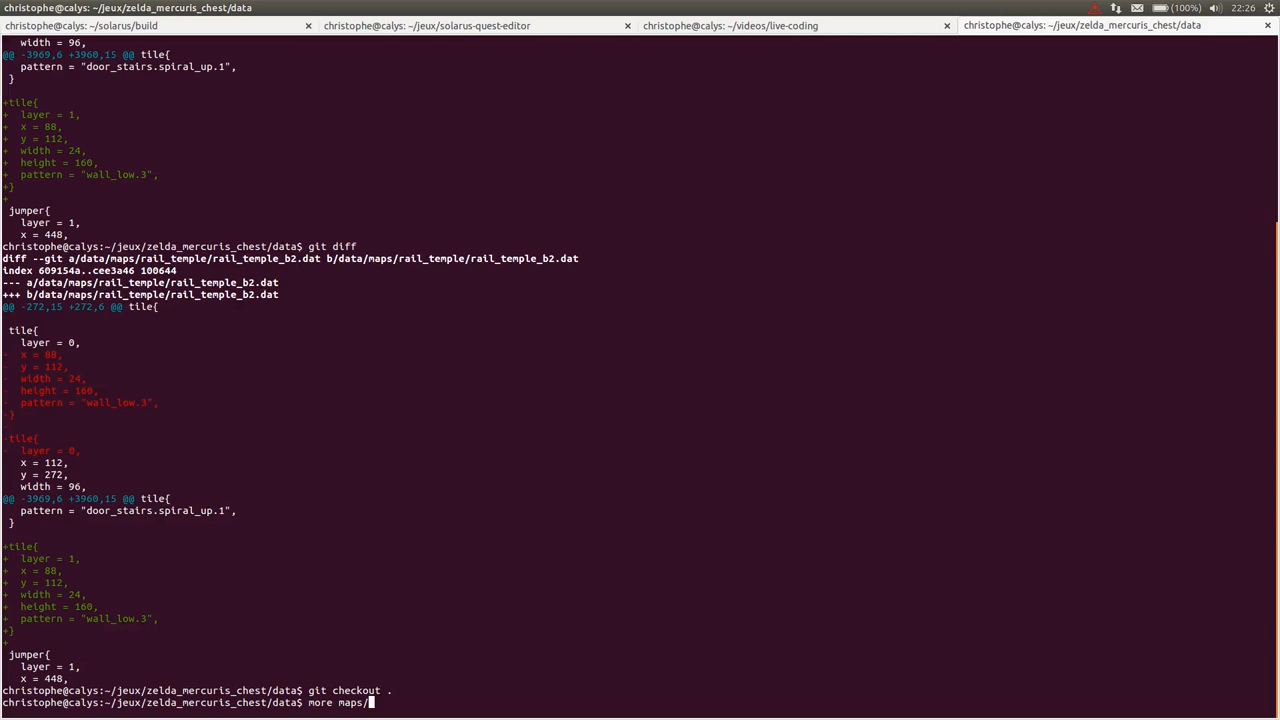 christophe@calys: ~/jeux/zelda_mercuris_chest/data
(100%) 22:26
christophe@calys: ~/solarus/build × christophe@calys: ~/jeux/solarus-quest-editor × christophe@calys: ~/videos/live-coding × christophe@calys: ~/jeux/zelda_mercuris_chest/data ×
   width = 96,
@@ -3969,6 +3960,15 @@ tile{
   pattern = "door_stairs.spiral_up.1",
 }
+tile{
+  layer = 1,
+  x = 88,
+  y = 112,
+  width = 24,
+  height = 160,
+  pattern = "wall_low.3",
+}
+
 jumper{
   layer = 1,
   x = 448,
christophe@calys:~/jeux/zelda_mercuris_chest/data$ git diff
diff --git a/data/maps/rail_temple/rail_temple_b2.dat b/data/maps/rail_temple/rail_temple_b2.dat
index 609154a..cee3a46 100644
--- a/data/maps/rail_temple/rail_temple_b2.dat
+++ b/data/maps/rail_temple/rail_temple_b2.dat
@@ -272,15 +272,6 @@ tile{
 tile{
   layer = 0,
-  x = 88,
-  y = 112,
-  width = 24,
-  height = 160,
-  pattern = "wall_low.3",
-}
-
-tile{
-  layer = 0,
   x = 112,
   y = 272,
   width = 96,
@@ -3969,6 +3960,15 @@ tile{
   pattern = "door_stairs.spiral_up.1",
 }
+tile{
+  layer = 1,
+  x = 88,
+  y = 112,
+  width = 24,
+  height = 160,
+  pattern = "wall_low.3",
+}
+
 jumper{
   layer = 1,
   x = 448,
christophe@calys:~/jeux/zelda_mercuris_chest/data$ git checkout .
christophe@calys:~/jeux/zelda_mercuris_chest/data$ more maps/